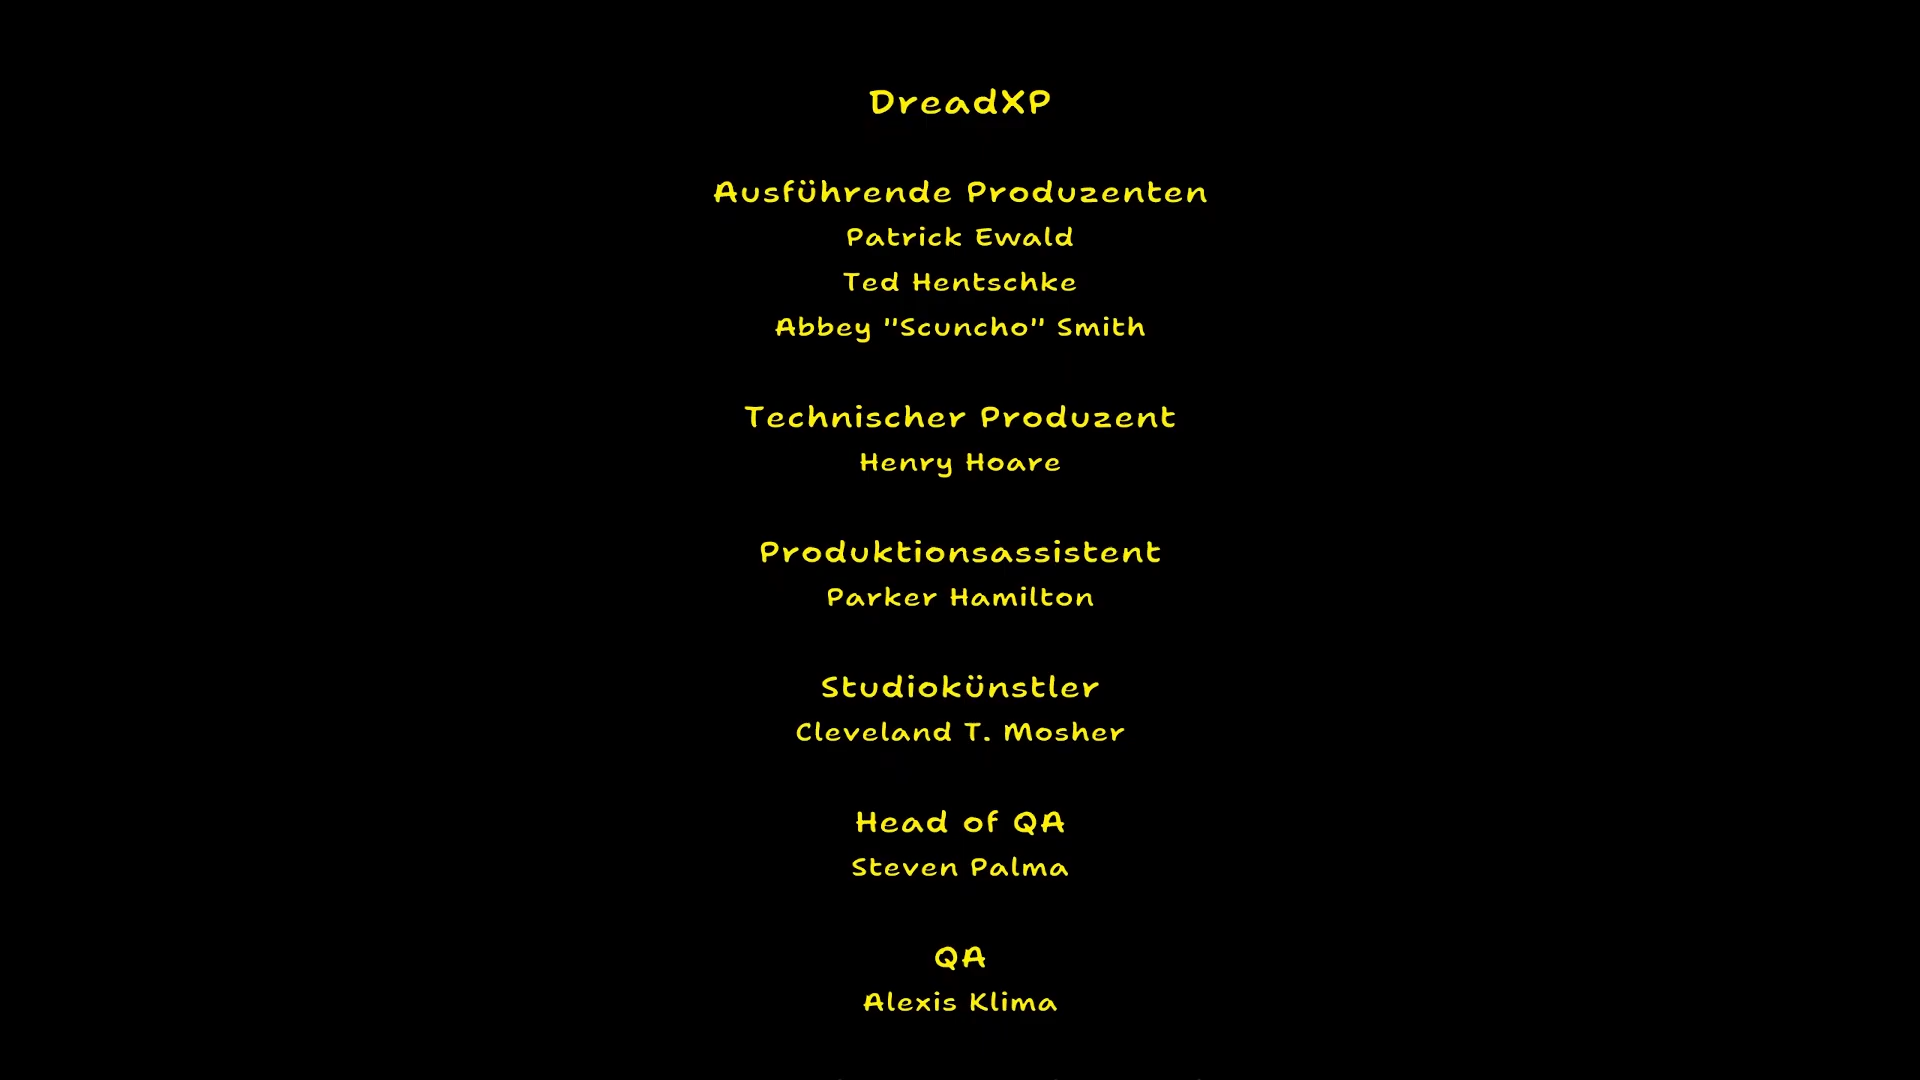 DreadXP
Ausführende Produzenten
Patrick Ewald
Ted Hentschke
Abbey "Scuncho" Smith
Technischer Produzent
Henry Hoare
Produktionsassistent
Parker Hamilton
Studiokünstler
Cleveland T. Mosher
Head of QA
Steven Palma
QA
Alexis Klima